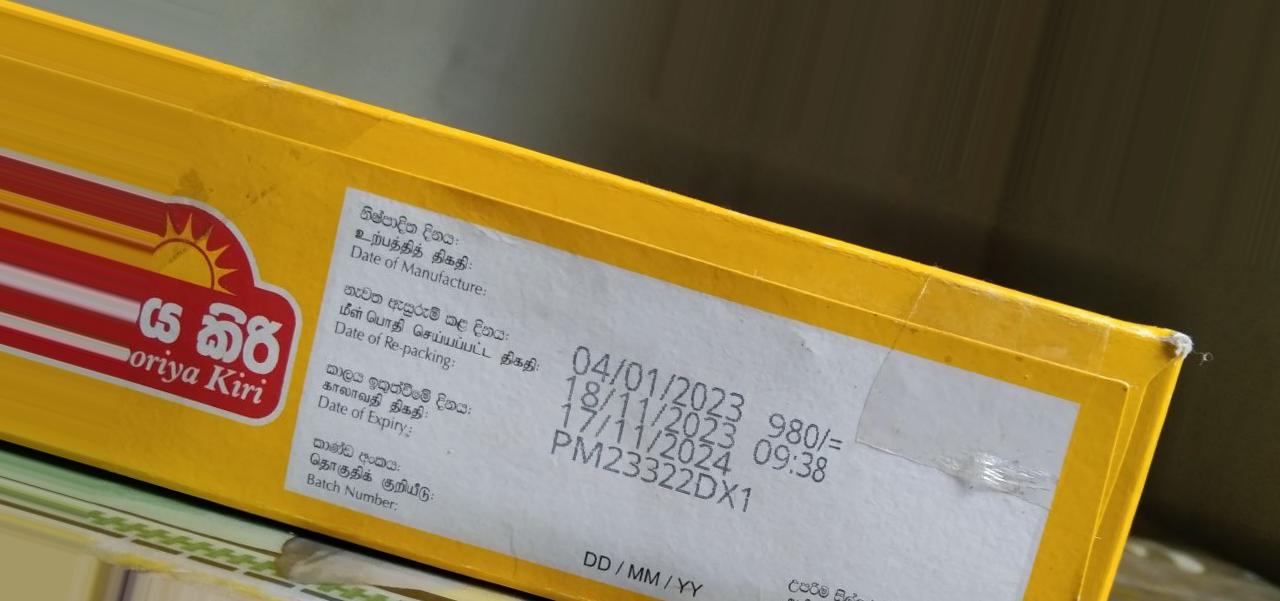 ය කිරි
oriya Kiri
නිෂ්පාදිත දිනය:
உற்பத்தித் திகதி:
Date of Manufacture:
නැවත ඇසුරුම් කළ දිනය:
மீள் பொதி செய்யப்பட்ட திகதி:
Date of Re-packing:
කාලය ඉකුත්වීමේ දිනය:
காலாவதி திகதி:
Date of Expiry:
කාණ්ඩ අංකය:
தொகுதிக் குறியீடு:
Batch Number:
04/01/2023 980/=
18/11/2023 09:38
17/11/2024
PM23322DX1
DD / MM / YY
උපරිම